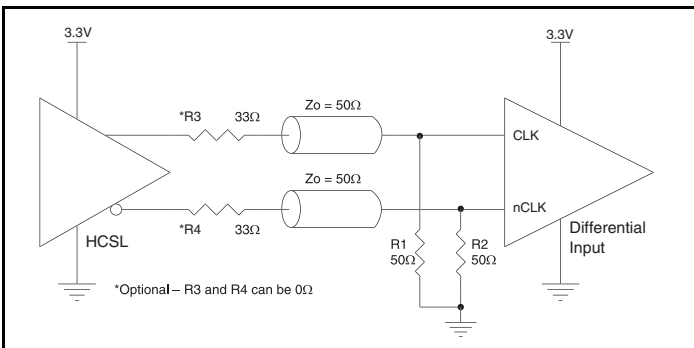 3.3V
3.3V
*R3 33Ω
Zo = 50Ω
CLK
Zo = 50Ω
nCLK
*R4 33Ω
HCSL
R1
50Ω
R2
50Ω
Differential
Input
*Optional – R3 and R4 can be 0Ω